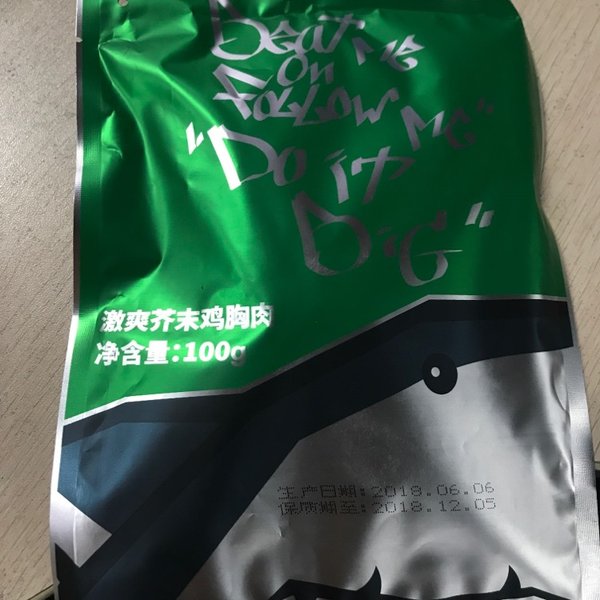 Beat me
on
Follow me
"Do it
Big"
激爽芥末鸡胸肉
净含量:100g
生产日期:2018.06.06
保质期至:2018.12.05